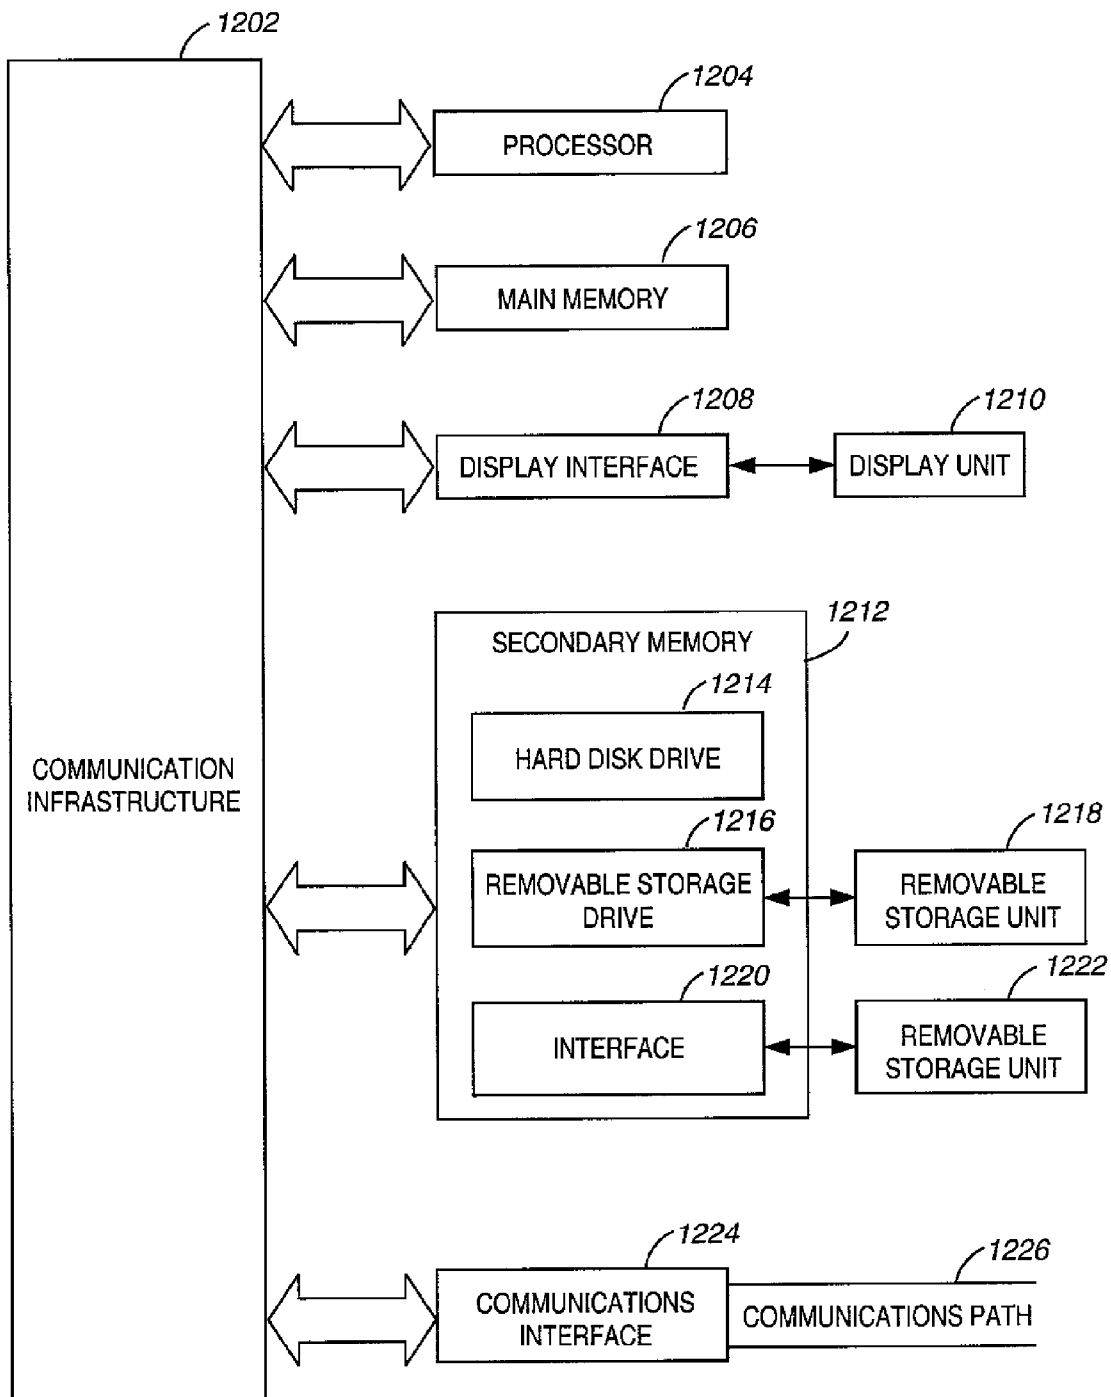 1202
1204
PROCESSOR
1206
MAIN MEMORY
1208
DISPLAY INTERFACE
1210
DISPLAY UNIT
1212
SECONDARY MEMORY
1214
HARD DISK DRIVE
COMMUNICATION
INFRASTRUCTURE
1216
REMOVABLE STORAGE
DRIVE
1218
REMOVABLE
STORAGE UNIT
1220
INTERFACE
1222
REMOVABLE
STORAGE UNIT
1224
COMMUNICATIONS
INTERFACE
1226
COMMUNICATIONS PATH